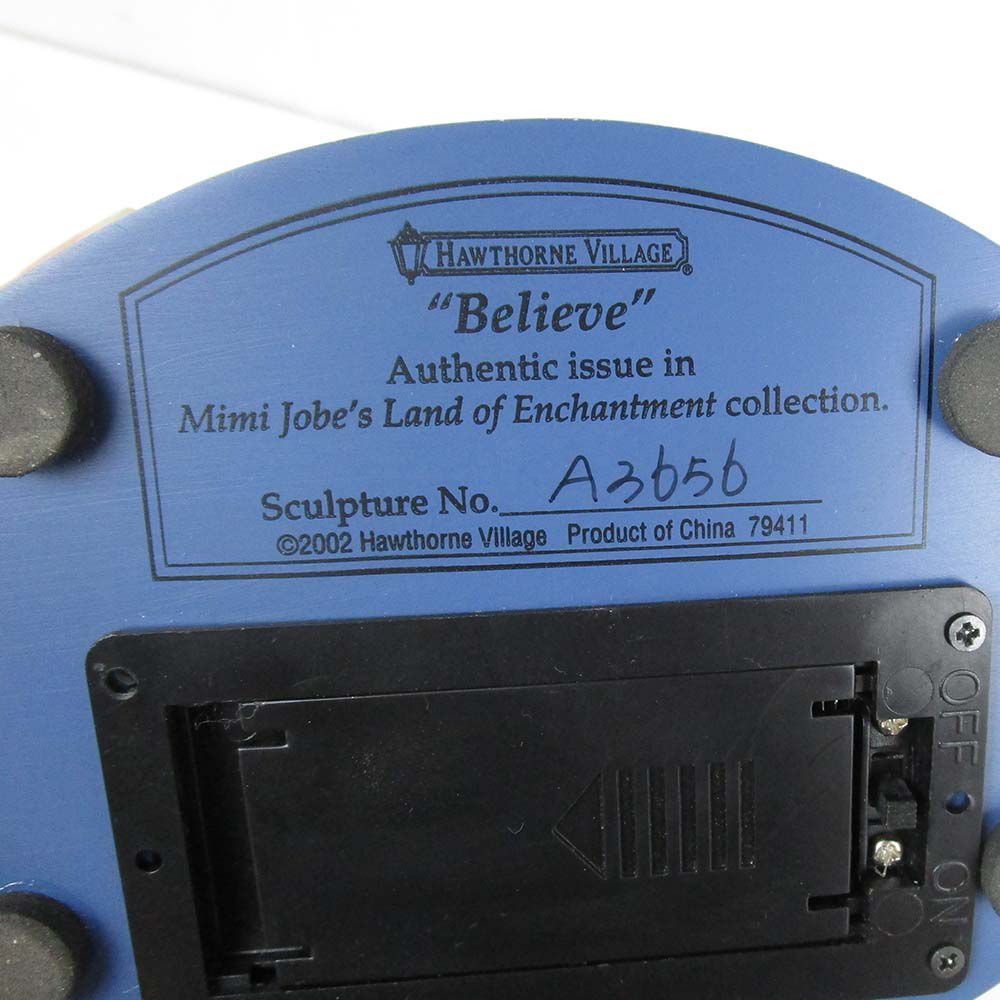 HAWTHORNE VILLAGE®
"Believe"
Authentic issue in
Mimi Jobe's Land of Enchantment collection.
Sculpture No. A3656
©2002 Hawthorne Village Product of China 79411
OFF
ON